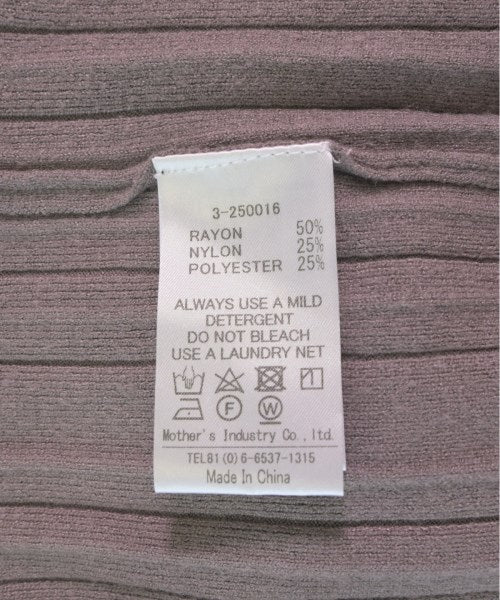 3-250016
RAYON 50%
NYLON 25%
POLYESTER 25%
ALWAYS USE A MILD
DETERGENT
DO NOT BLEACH
USE A LAUNDRY NET
F W
Mother's Industry Co., ltd.
TEL81(0)6-6537-1315
Made In China